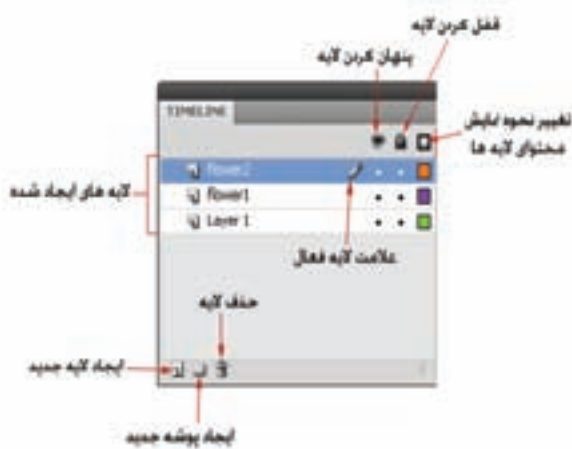 قفل کردن لایه
پنهان کردن لایه
TIMELINE
تغییر نحوه نمایش
محتوای لایه ها
flower2
flower1
Layer 1
لایه های ایجاد شده
علامت لایه فعال
حذف لایه
ایجاد لایه جدید
ایجاد پوشه جدید